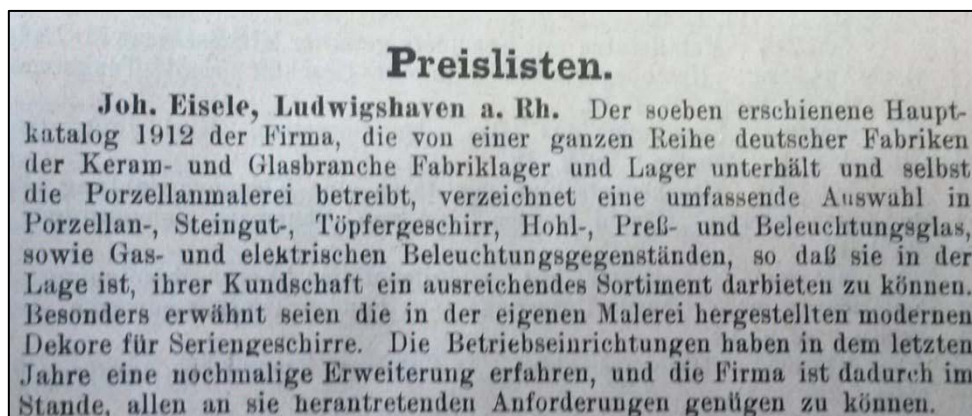 Preislisten.
Joh. Eisele, Ludwigshaven a. Rh. Der soeben erschienene Haupt-
katalog 1912 der Firma, die von einer ganzen Reihe deutscher Fabriken
der Keram- und Glasbranche Fabriklager und Lager unterhält und selbst
die Porzellanmalerei betreibt, verzeichnet eine umfassende Auswahl in
Porzellan-, Steingut-, Töpfergeschirr, Hohl-, Preß- und Beleuchtungsglas,
sowie Gas- und elektrischen Beleuchtungsgegenständen, so daß sie in der
Lage ist, ihrer Kundschaft ein ausreichendes Sortiment darbieten zu können.
Besonders erwähnt seien die in der eigenen Malerei hergestellten modernen
Dekore für Seriengeschirre. Die Betriebseinrichtungen haben in dem letzten
Jahre eine nochmalige Erweiterung erfahren, und die Firma ist dadurch im
Stande, allen an sie herantretenden Anforderungen genügen zu können.